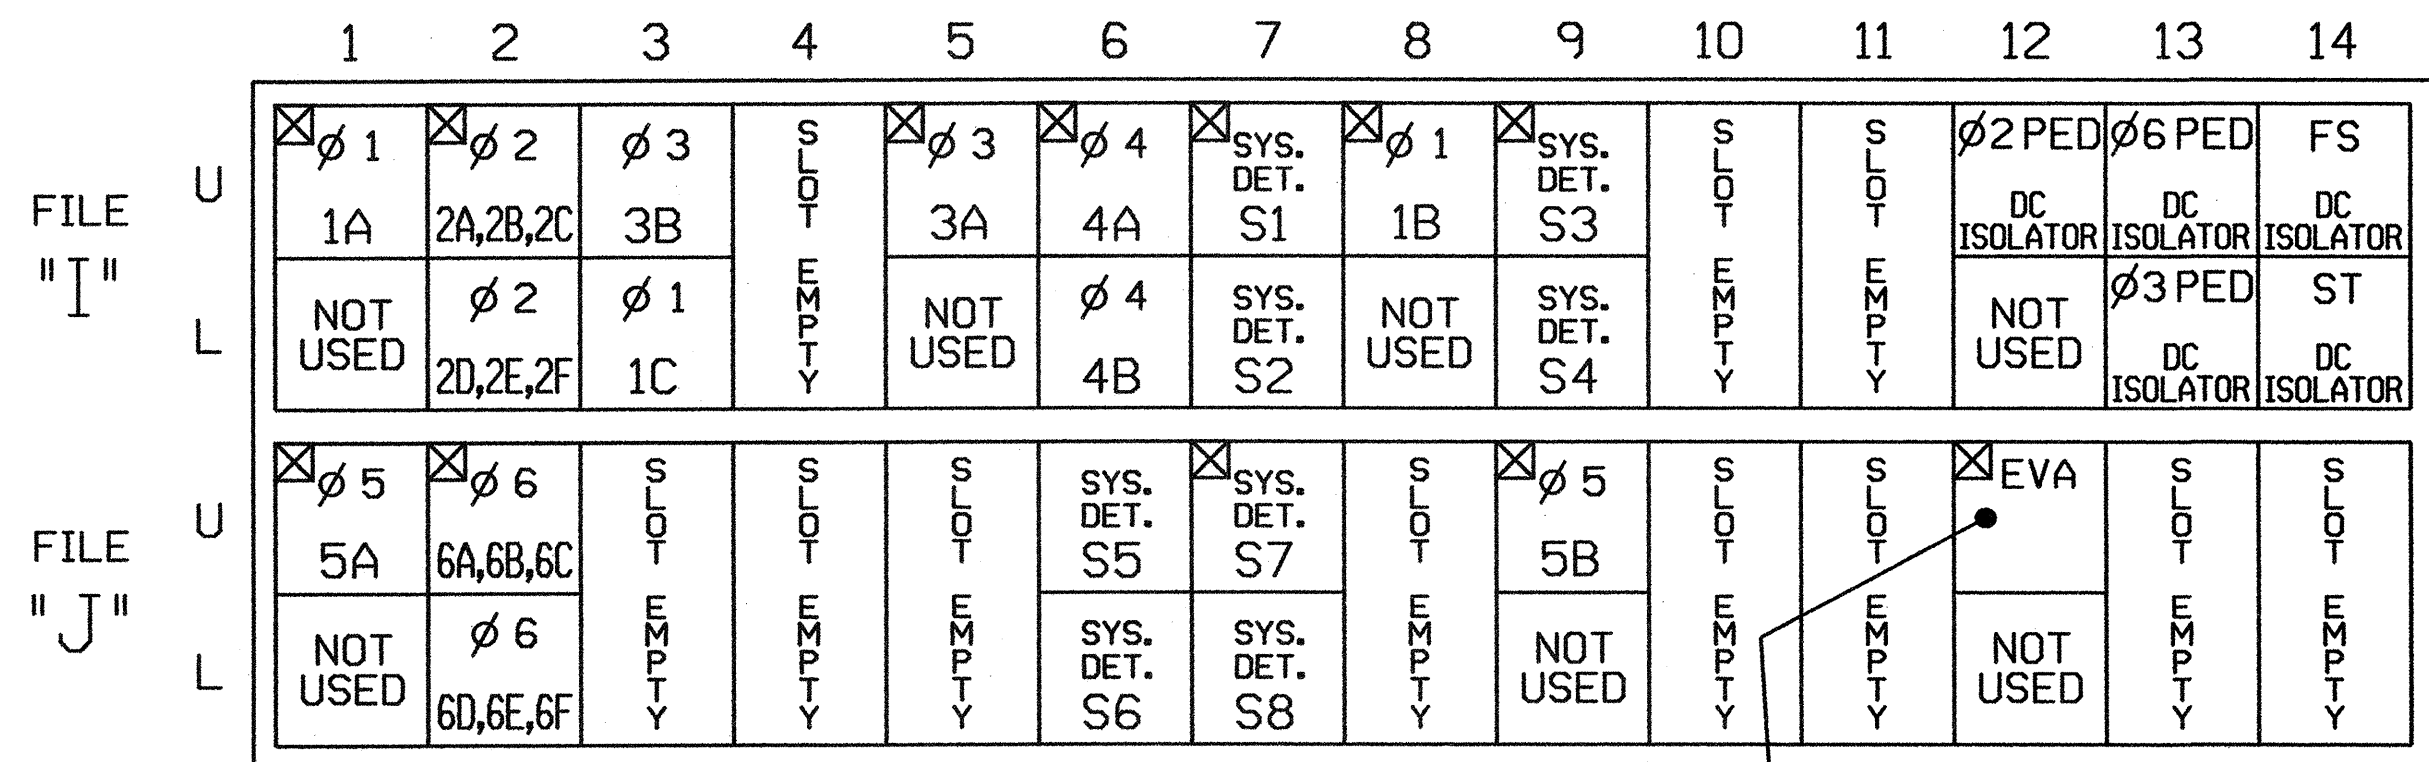 1 2 3 4 5 6 7 8 9 10 11 12 13 14
FILE "I"
U
L
Ø 1
1A
NOT
USED
Ø 2
2A,2B,2C
Ø 2
2D,2E,2F
Ø 3
3B
Ø 1
1C
SLOT EMPTY
Ø 3
3A
NOT
USED
Ø 4
4A
Ø 4
4B
SYS.
DET.
S1
SYS.
DET.
S2
Ø 1
1B
NOT
USED
SYS.
DET.
S3
SYS.
DET.
S4
SLOT EMPTY
SLOT EMPTY
Ø2 PED
DC
ISOLATOR
NOT
USED
Ø6 PED
DC
ISOLATOR
Ø3 PED
DC
ISOLATOR
FS
DC
ISOLATOR
ST
DC
ISOLATOR
FILE "J"
U
L
Ø 5
5A
NOT
USED
Ø 6
6A,6B,6C
Ø 6
6D,6E,6F
SLOT EMPTY
SLOT EMPTY
SLOT EMPTY
SYS.
DET.
S5
SYS.
DET.
S6
SYS.
DET.
S7
SYS.
DET.
S8
SLOT EMPTY
Ø 5
5B
NOT
USED
SLOT EMPTY
SLOT EMPTY
EVA
NOT
USED
SLOT EMPTY
SLOT EMPTY